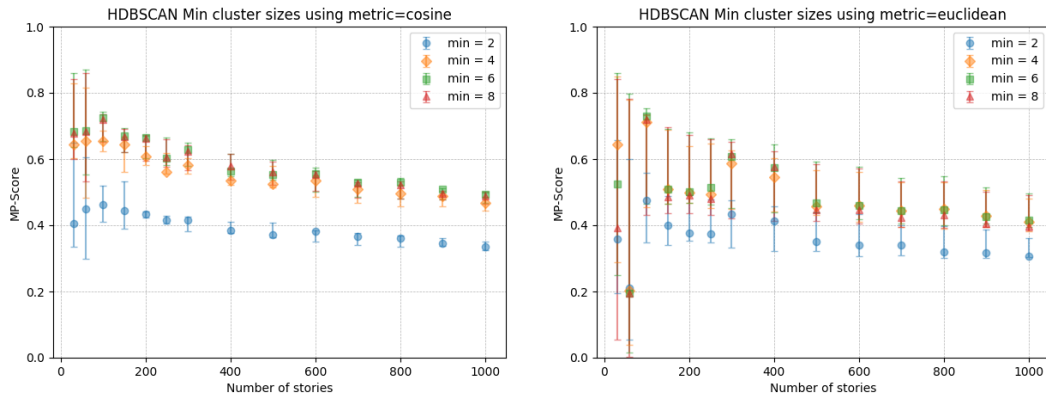 HDBSCAN Min cluster sizes using metric=cosine
1.0
0.8
0.6
0.4
0.2
0.0
MP-Score
0
200
400
600
800
1000
Number of stories
min = 2
min = 4
min = 6
min = 8
HDBSCAN Min cluster sizes using metric=euclidean
1.0
0.8
0.6
0.4
0.2
0.0
MP-Score
0
200
400
600
800
1000
Number of stories
min = 2
min = 4
min = 6
min = 8